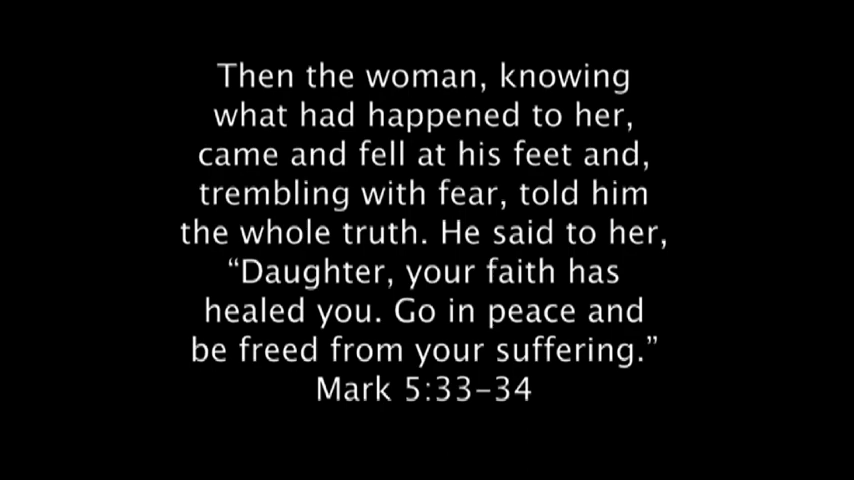 Then the woman, knowing
what had happened to her,
came and fell at his feet and,
trembling with fear, told him
the whole truth. He said to her,
“Daughter, your faith has
healed you. Go in peace and
be freed from your suffering.”
Mark 5:33–34